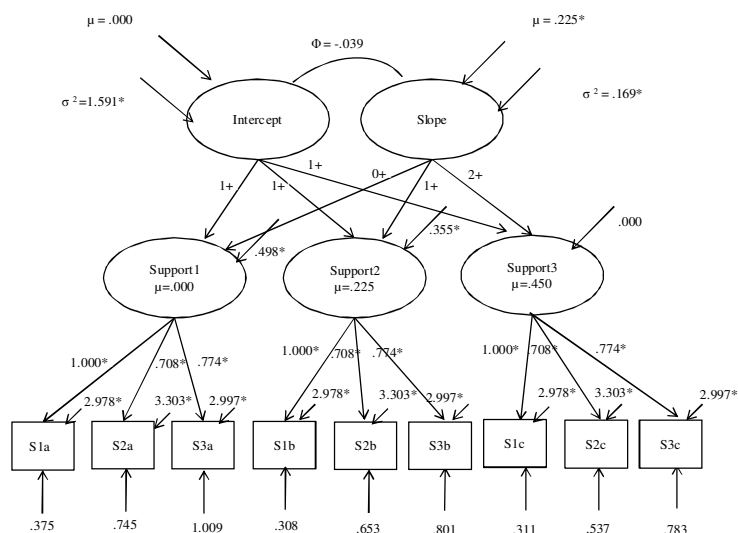 μ = .000
Φ = -.039
μ = .225*
σ ² =1.591*
σ ² = .169*
Intercept
Slope
1+
1+
1+
0+
1+
2+
.498*
.355*
.000
Support1
μ=.000
Support2
μ=.225
Support3
μ=.450
1.000*
.708*
.774*
1.000*
.708*
.774*
1.000*
.708*
.774*
2.978*
3.303*
2.997*
2.978*
3.303*
2.997*
2.978*
3.303*
2.997*
S1a
S2a
S3a
S1b
S2b
S3b
S1c
S2c
S3c
.375
.745
1.009
.308
.653
.801
.311
.537
.783